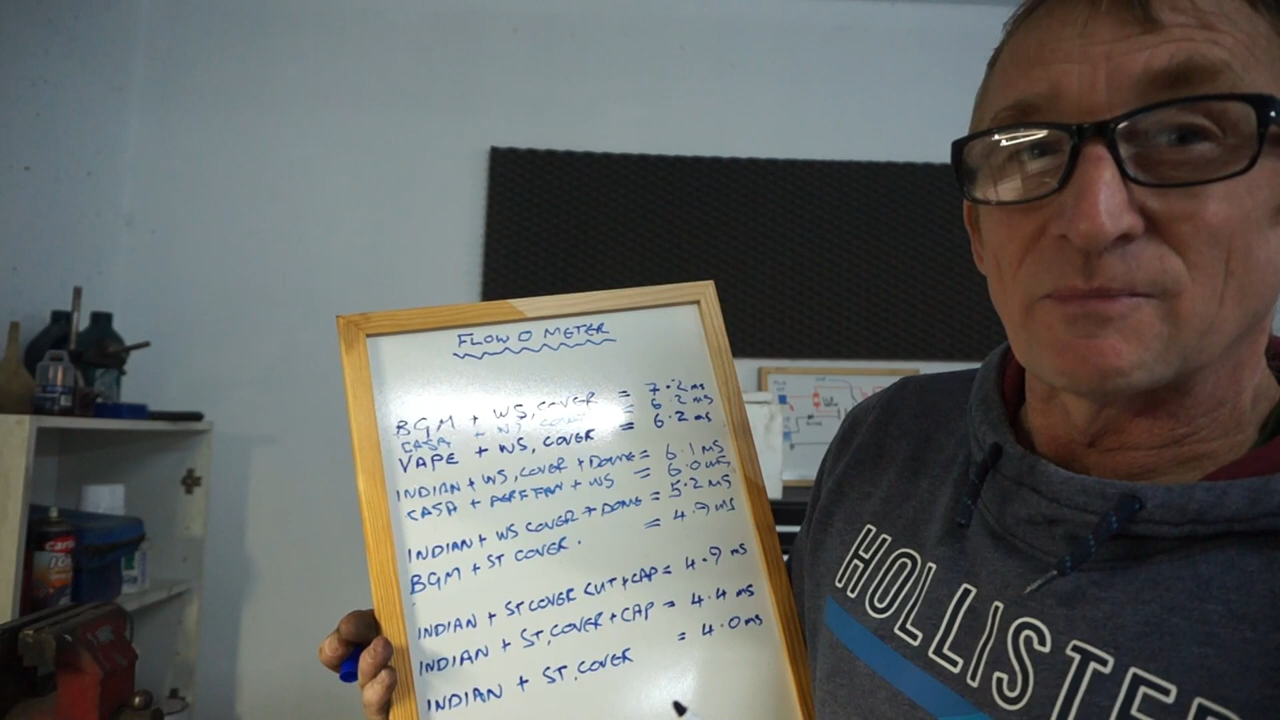 FLOW O METER
BGM + WS, COVER = 7.2 ms
CASA + WS COVER = 6.2 ms
VAPE + WS, COVER = 6.2 ms
INDIAN + WS, COVER + DOME = 6.1 MS
CASA + + WS = 6.0 MS
INDIAN + WS COVER + DOME = 5.2 MS
BGM + ST COVER. = 4.9 MS
INDIAN + ST COVER CUT + CAP = 4.9 MS
INDIAN + ST, COVER + CAP = 4.4 MS
INDIAN + ST, COVER = 4.0 MS
HOLLISTE